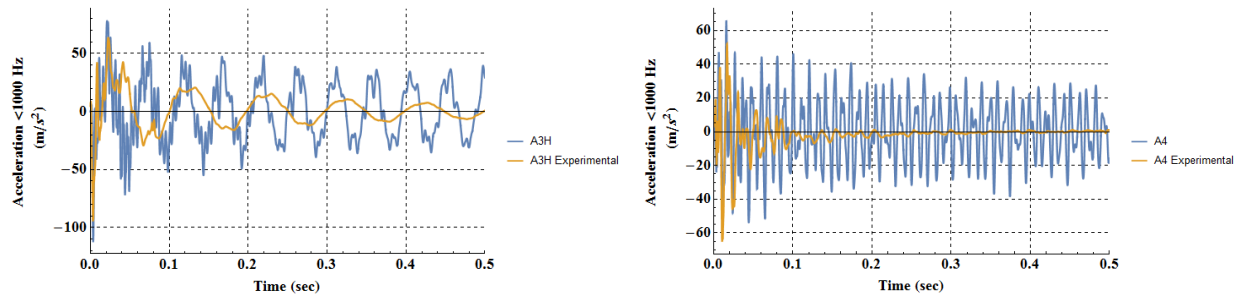 Acceleration <1000 Hz
(m/s²)
50
0
−50
−100
0.0 0.1 0.2 0.3 0.4 0.5
Time (sec)
A3H
A3H Experimental
Acceleration <1000 Hz
(m/s²)
60
40
20
0
−20
−40
−60
0.0 0.1 0.2 0.3 0.4 0.5
Time (sec)
A4
A4 Experimental